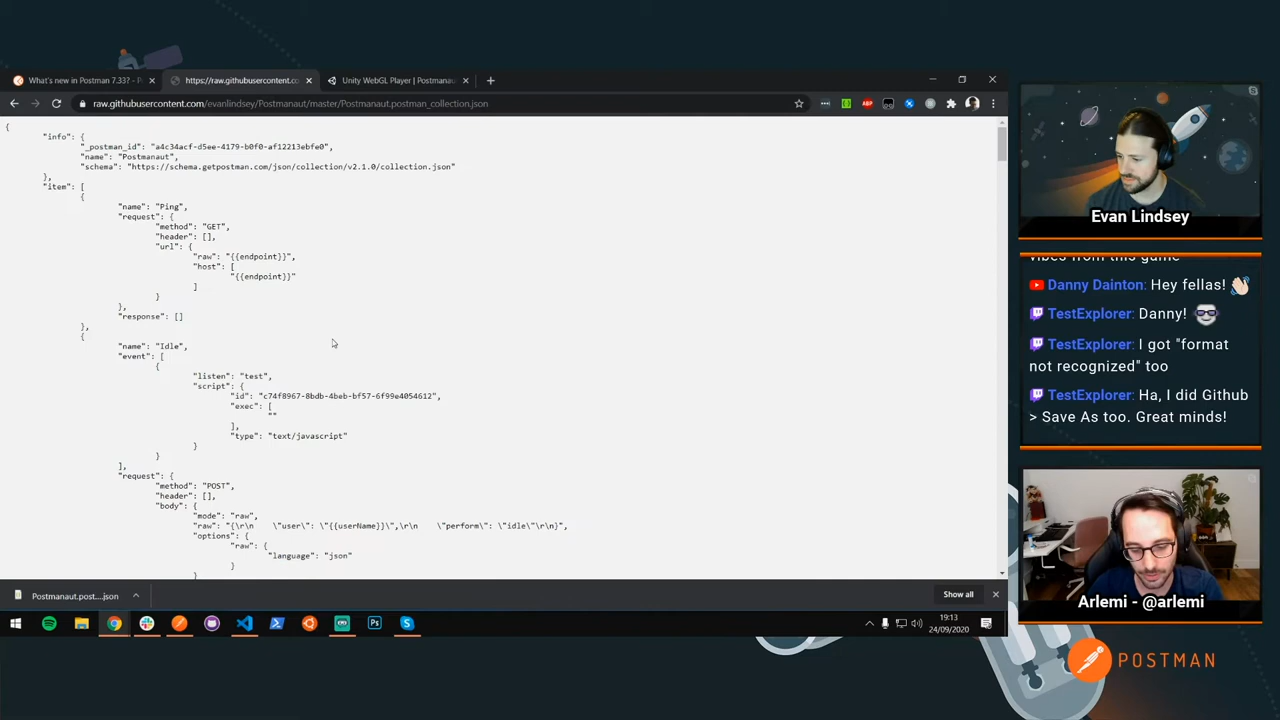 What's new in Postman 7.33? - P
https://raw.githubusercontent.co
Unity WebGL Player | Postmanau
raw.githubusercontent.com/evanlindsey/Postmanaut/master/Postmanaut.postman_collection.json
ABP
{
"info": {
"_postman_id": "a4c34acf-d5ee-4179-b0f0-af12213ebfe0",
"name": "Postmanaut",
"schema": "https://schema.getpostman.com/json/collection/v2.1.0/collection.json"
},
"item": [
{
"name": "Ping",
"request": {
"method": "GET",
"header": [],
"url": {
"raw": "{{endpoint}}",
"host": [
"{{endpoint}}"
]
}
},
"response": []
},
{
"name": "Idle",
"event": [
{
"listen": "test",
"script": {
"id": "c74f8967-8bdb-4beb-bf57-6f99e4054612",
"exec": [
""
],
"type": "text/javascript"
}
}
],
"request": {
"method": "POST",
"header": [],
"body": {
"mode": "raw",
"raw": "{\r\n    \"user\": \"{{userName}}\",\r\n    \"perform\": \"idle\"\r\n}",
"options": {
"raw": {
"language": "json"
}
}
Postmanaut.post....json
Show all
Ps
19:13
24/09/2020
Evan Lindsey
vibes from this game
Danny Dainton: Hey fellas! 👋🏻
TestExplorer: Danny!
TestExplorer: I got "format
not recognized" too
TestExplorer: Ha, I did Github
> Save As too. Great minds!
Arlemi - @arlemi
POSTMAN